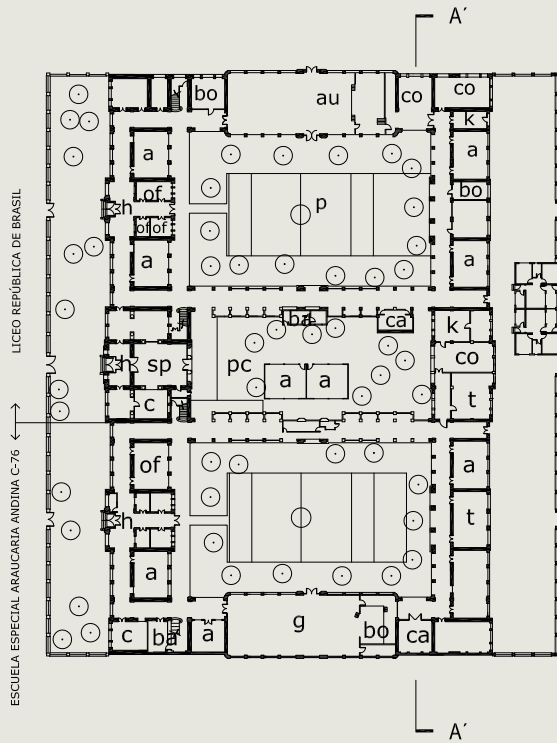 A´
bo au co co
k
a a
of bo
h p
of of
a a
LICEO REPÚBLICA DE BRASIL
ba ca k
h sp pc co
a a
c t
ESCUELA ESPECIAL ARAUCARIA ANDINA C-76
of a
h t
a
g
c ba a bo ca
A´